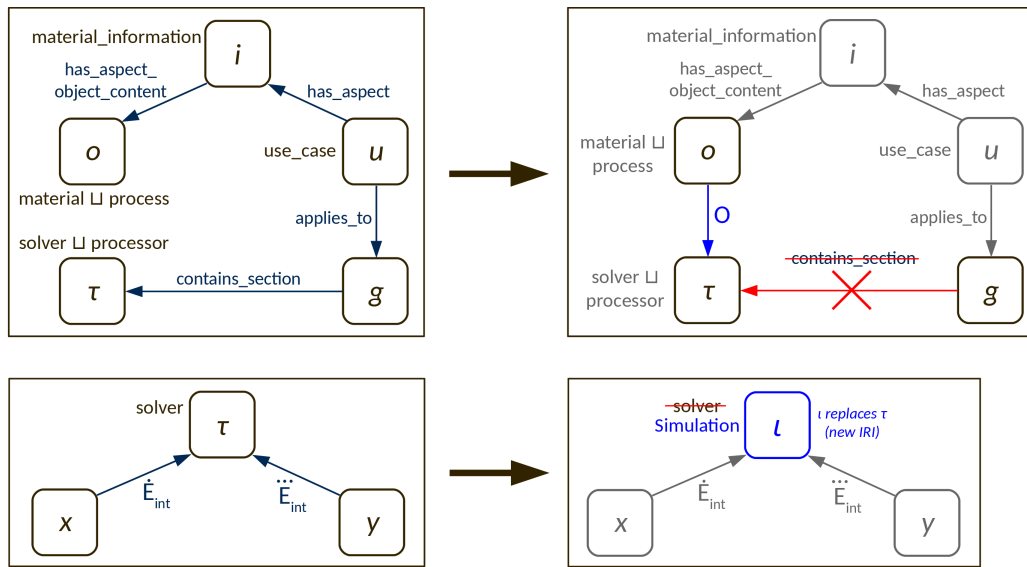 material_information
i
has_aspect_
object_content
has_aspect
o
use_case
u
material ⊔ process
applies_to
solver ⊔ processor
contains_section
τ
g
material_information
i
has_aspect_
object_content
has_aspect
material ⊔
process
o
use_case
u
O
applies_to
contains_section
solver ⊔
processor
τ
g
solver
τ
Ė_int
E⃛_int
x
y
solver
Simulation
ι
ι replaces τ
(new IRI)
Ė_int
E⃛_int
x
y